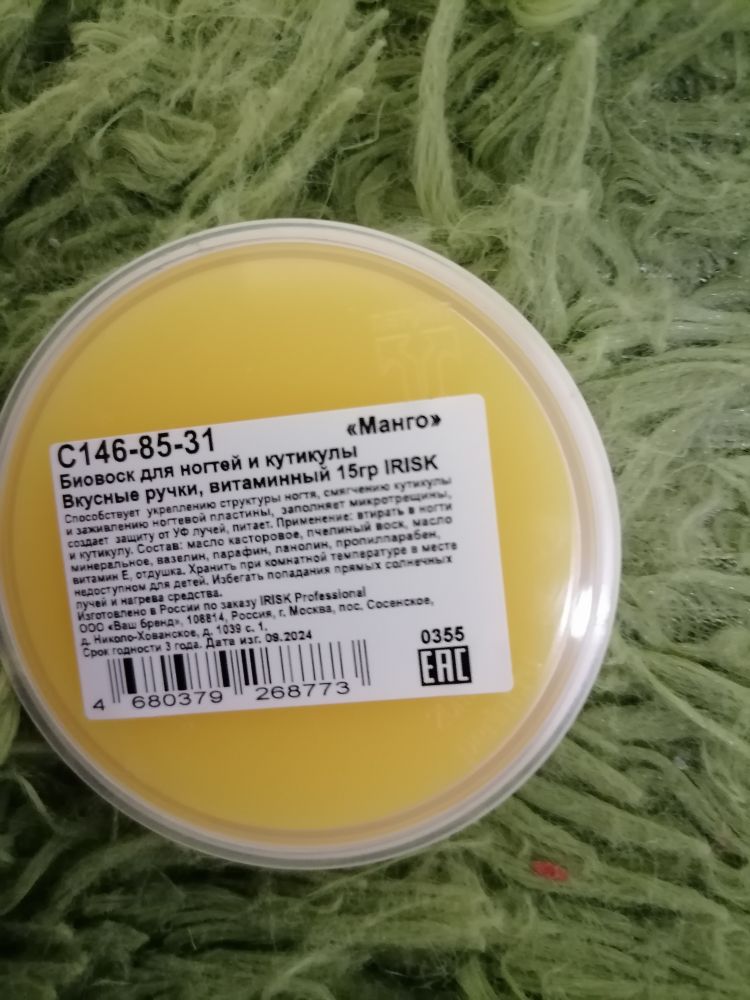 С146-85-31
«Манго»
Биовоск для ногтей и кутикулы
Вкусные ручки, витаминный 15гр IRISK
Способствует укреплению структуры ногтя, смягчению кутикулы
и заживлению ногтевой пластины, заполняет микротрещины,
создает защиту от УФ лучей, питает. Применение: втирать в ногти
и кутикулу. Состав: масло касторовое, пчелиный воск, масло
минеральное, вазелин, парафин, ланолин, пропилпарабен,
витамин Е, отдушка. Хранить при комнатной температуре в месте
недоступном для детей. Избегать попадания прямых солнечных
лучей и нагрева средства.
Изготовлено в России по заказу IRISK Professional
ООО «Ваш бренд», 108814, Россия, г. Москва, пос. Сосенское,
д. Николо-Хованское, д. 1039 с. 1.
Срок годности 3 года. Дата изг. 09.2024
0355
EAC
4 680379 268773